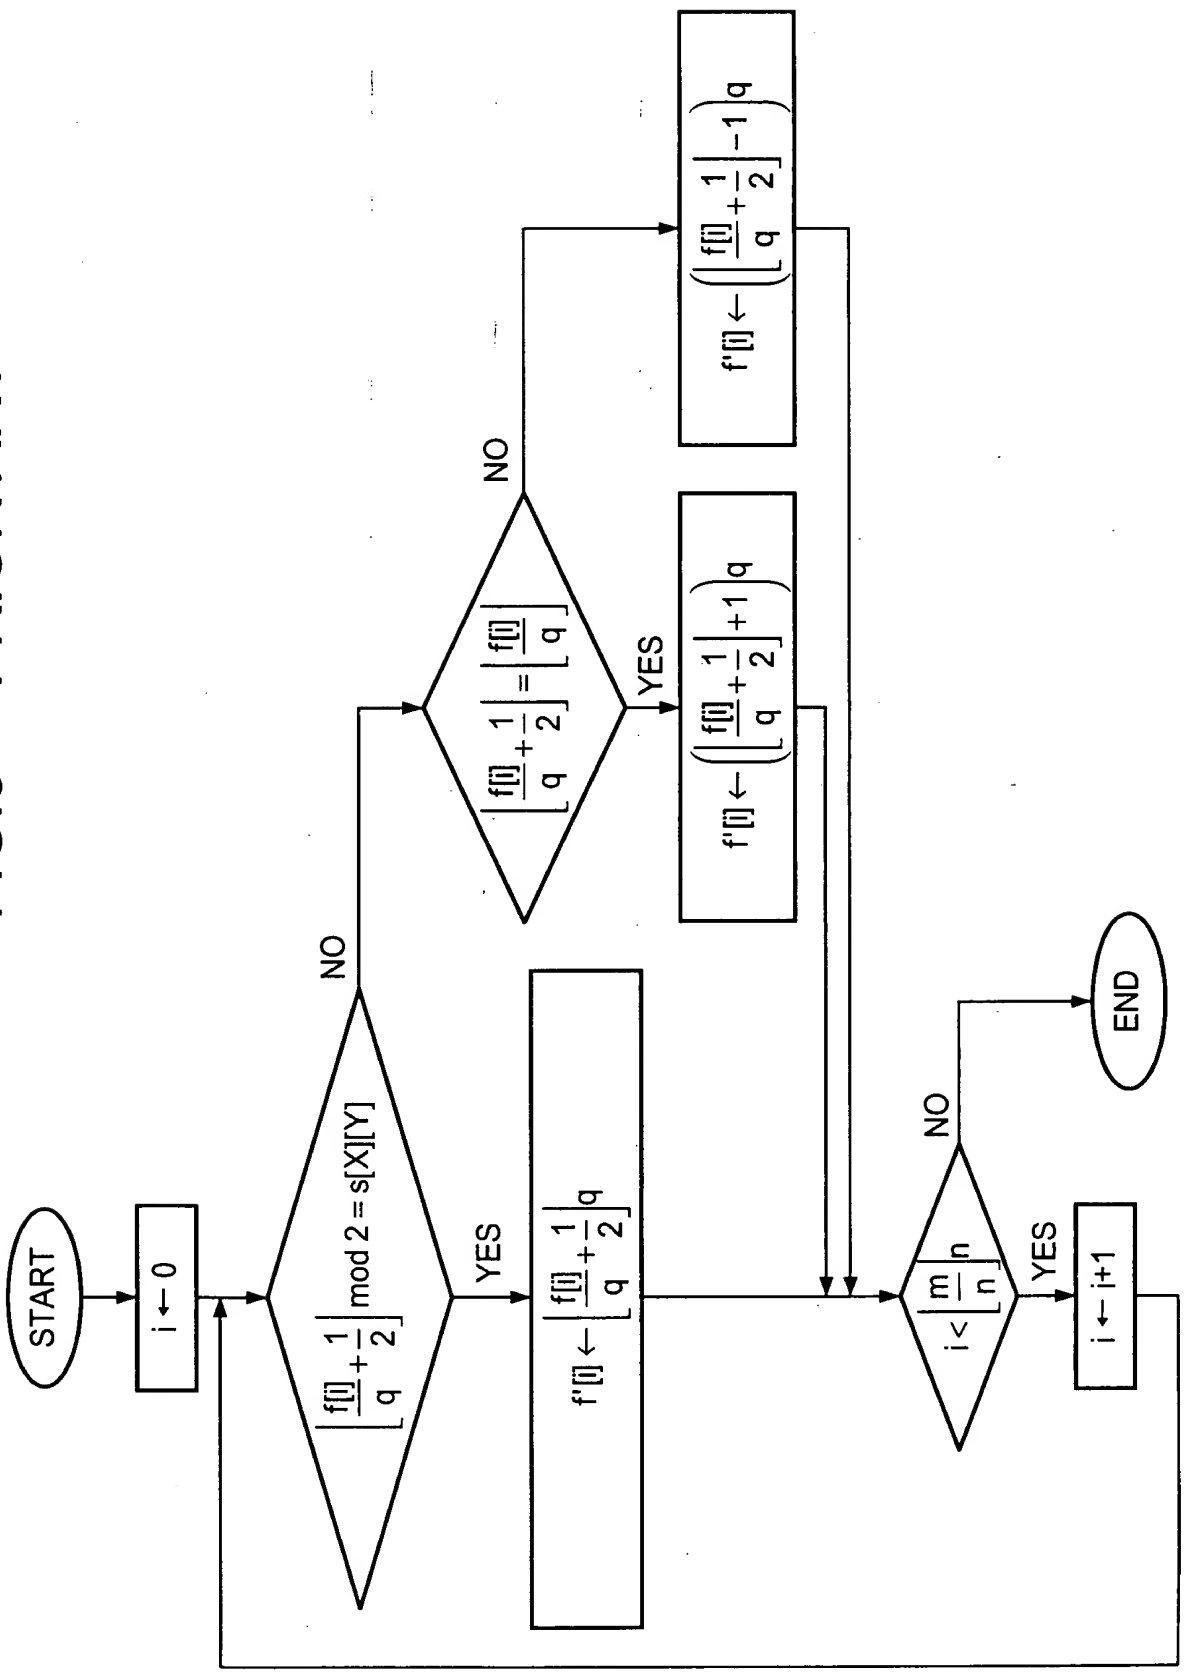 START
i ← 0
⌊f[i]/q + 1/2⌋ mod 2 = s[X][Y]
NO
YES
⌊f[i]/q + 1/2⌋ = ⌊f[i]/q⌋
NO
YES
f'[i] ← ⌊f[i]/q + 1/2⌋q
f'[i] ← (⌊f[i]/q + 1/2⌋ + 1)q
f'[i] ← (⌊f[i]/q + 1/2⌋ − 1)q
i < ⌊m/n⌋n
NO
YES
i ← i+1
END